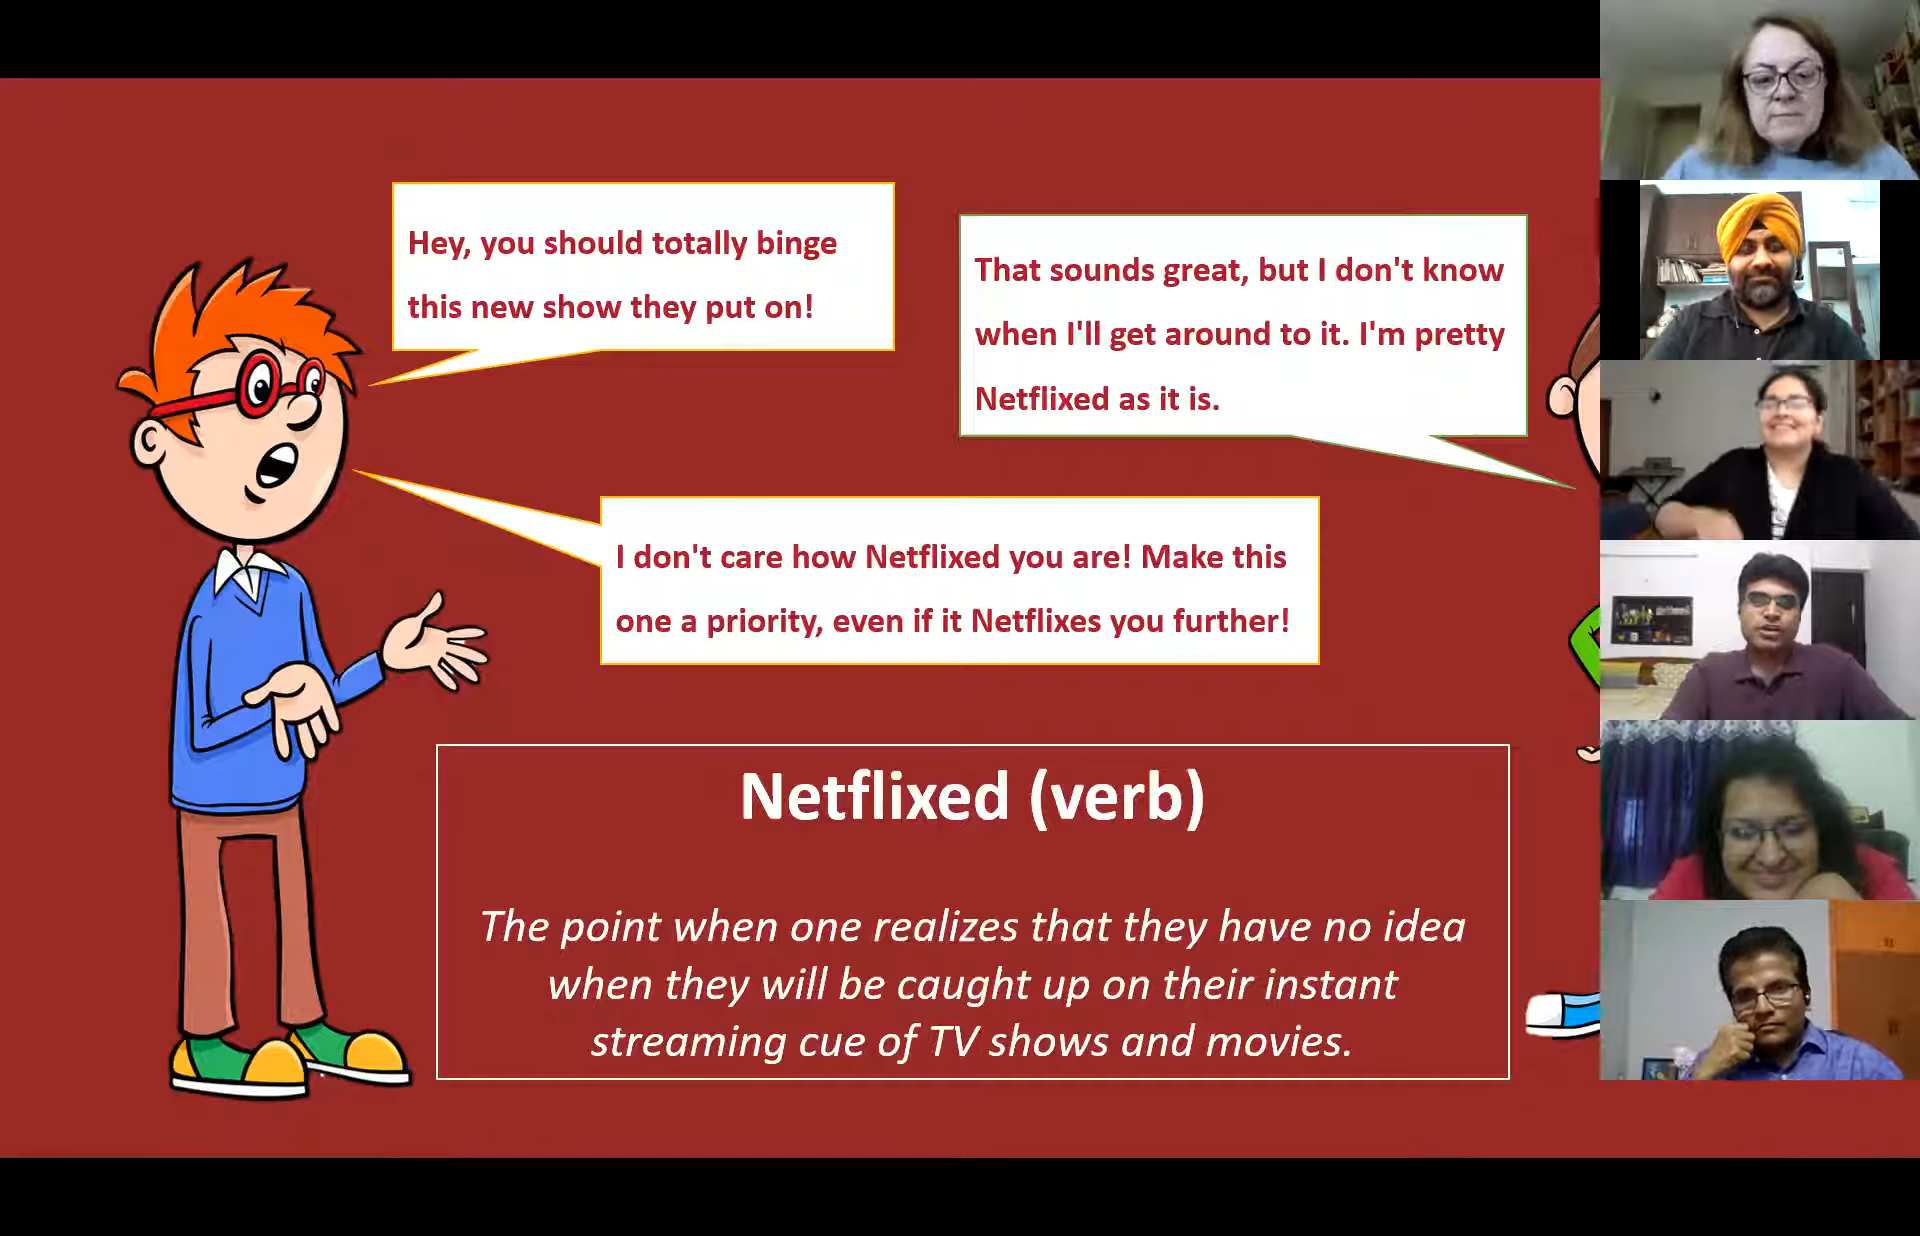 Hey, you should totally binge
this new show they put on!
That sounds great, but I don't know
when I'll get around to it. I'm pretty
Netflixed as it is.
I don't care how Netflixed you are! Make this
one a priority, even if it Netflixes you further!
Netflixed (verb)
The point when one realizes that they have no idea
when they will be caught up on their instant
streaming cue of TV shows and movies.